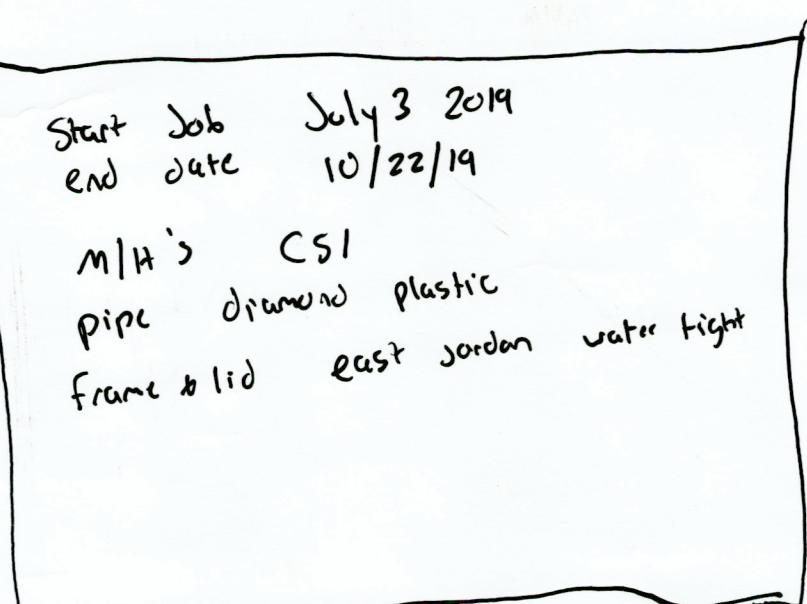 Start Job July 3 2019
end date 10/22/19
M/H's CSI
pipe diamond plastic
frame & lid east jordan water tight